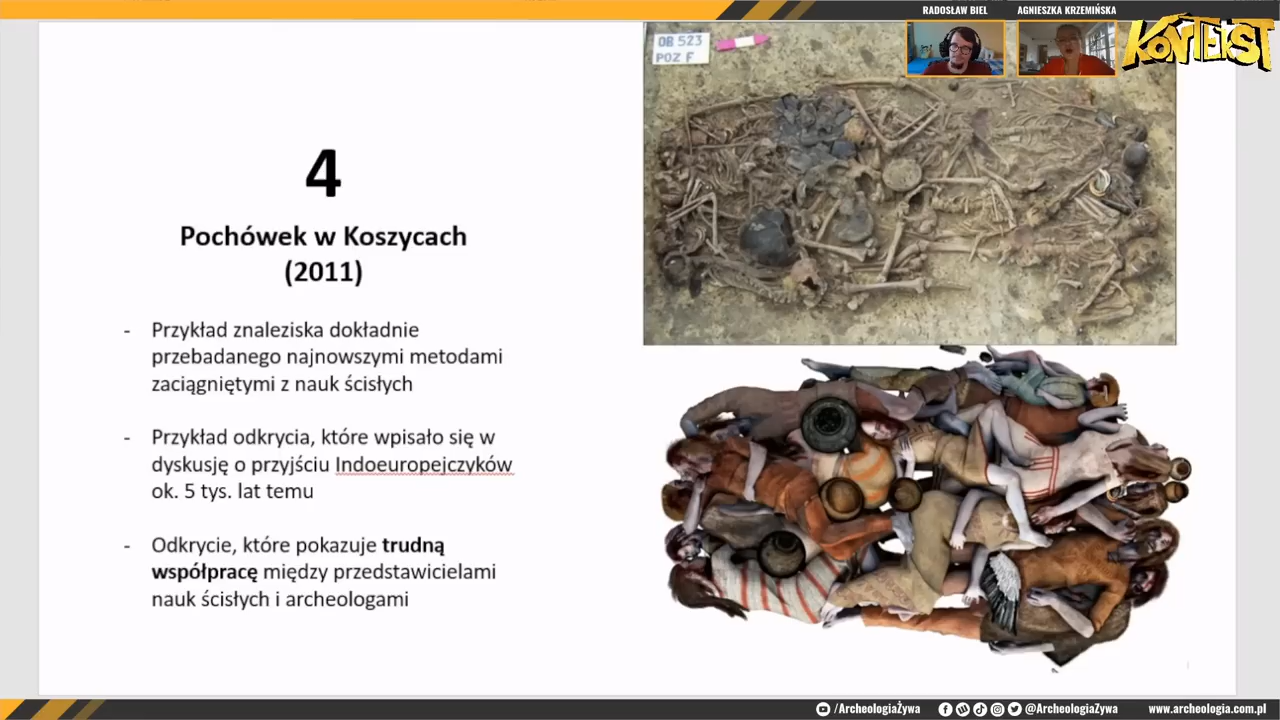 RADOSŁAW BIEL
AGNIESZKA KRZEMIŃSKA
KONTEKST
OB 523
POZ F
4
Pochówek w Koszycach
(2011)
- Przykład znaleziska dokładnie
przebadanego najnowszymi metodami
zaciągniętymi z nauk ścisłych
- Przykład odkrycia, które wpisało się w
dyskusję o przyjściu Indoeuropejczyków
ok. 5 tys. lat temu
- Odkrycie, które pokazuje trudną
współpracę między przedstawicielami
nauk ścisłych i archeologami
/ArcheologiaŻywa
@ArcheologiaZywa
www.archeologia.com.pl